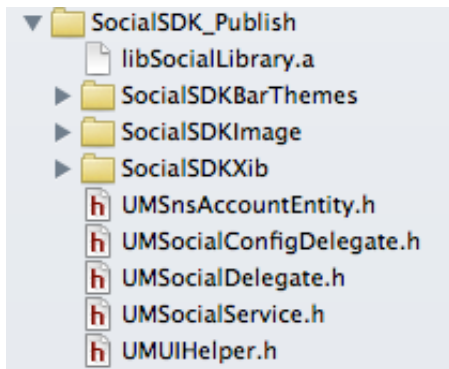 SocialSDK_Publish
libSocialLibrary.a
SocialSDKBarThemes
SocialSDKImage
SocialSDKXib
h UMSnsAccountEntity.h
h UMSocialConfigDelegate.h
h UMSocialDelegate.h
h UMSocialService.h
h UMUIHelper.h